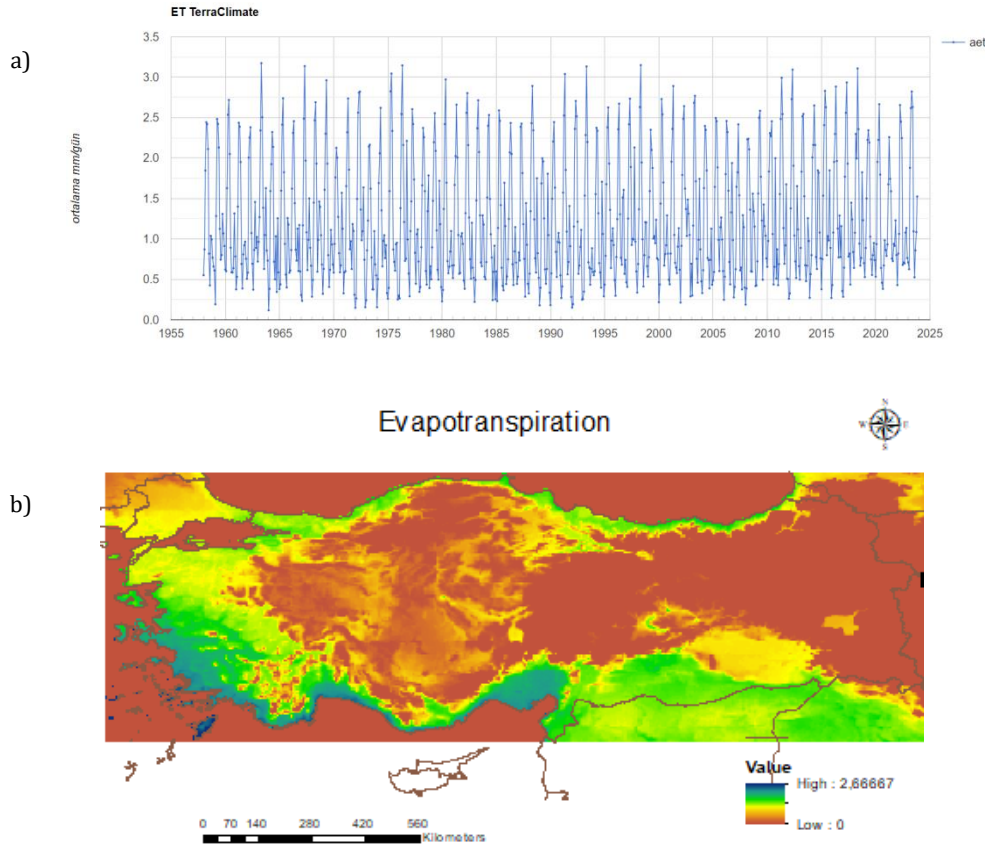 ET TerraClimate
a)
3.5
3.0
2.5
2.0
1.5
1.0
0.5
0.0
ortalama mm/gün
aet
1955 1960 1965 1970 1975 1980 1985 1990 1995 2000 2005 2010 2015 2020 2025
Evapotranspiration
N
W E
S
b)
Value
High : 2,66667
Low : 0
0 70 140 280 420 560
Kilometers